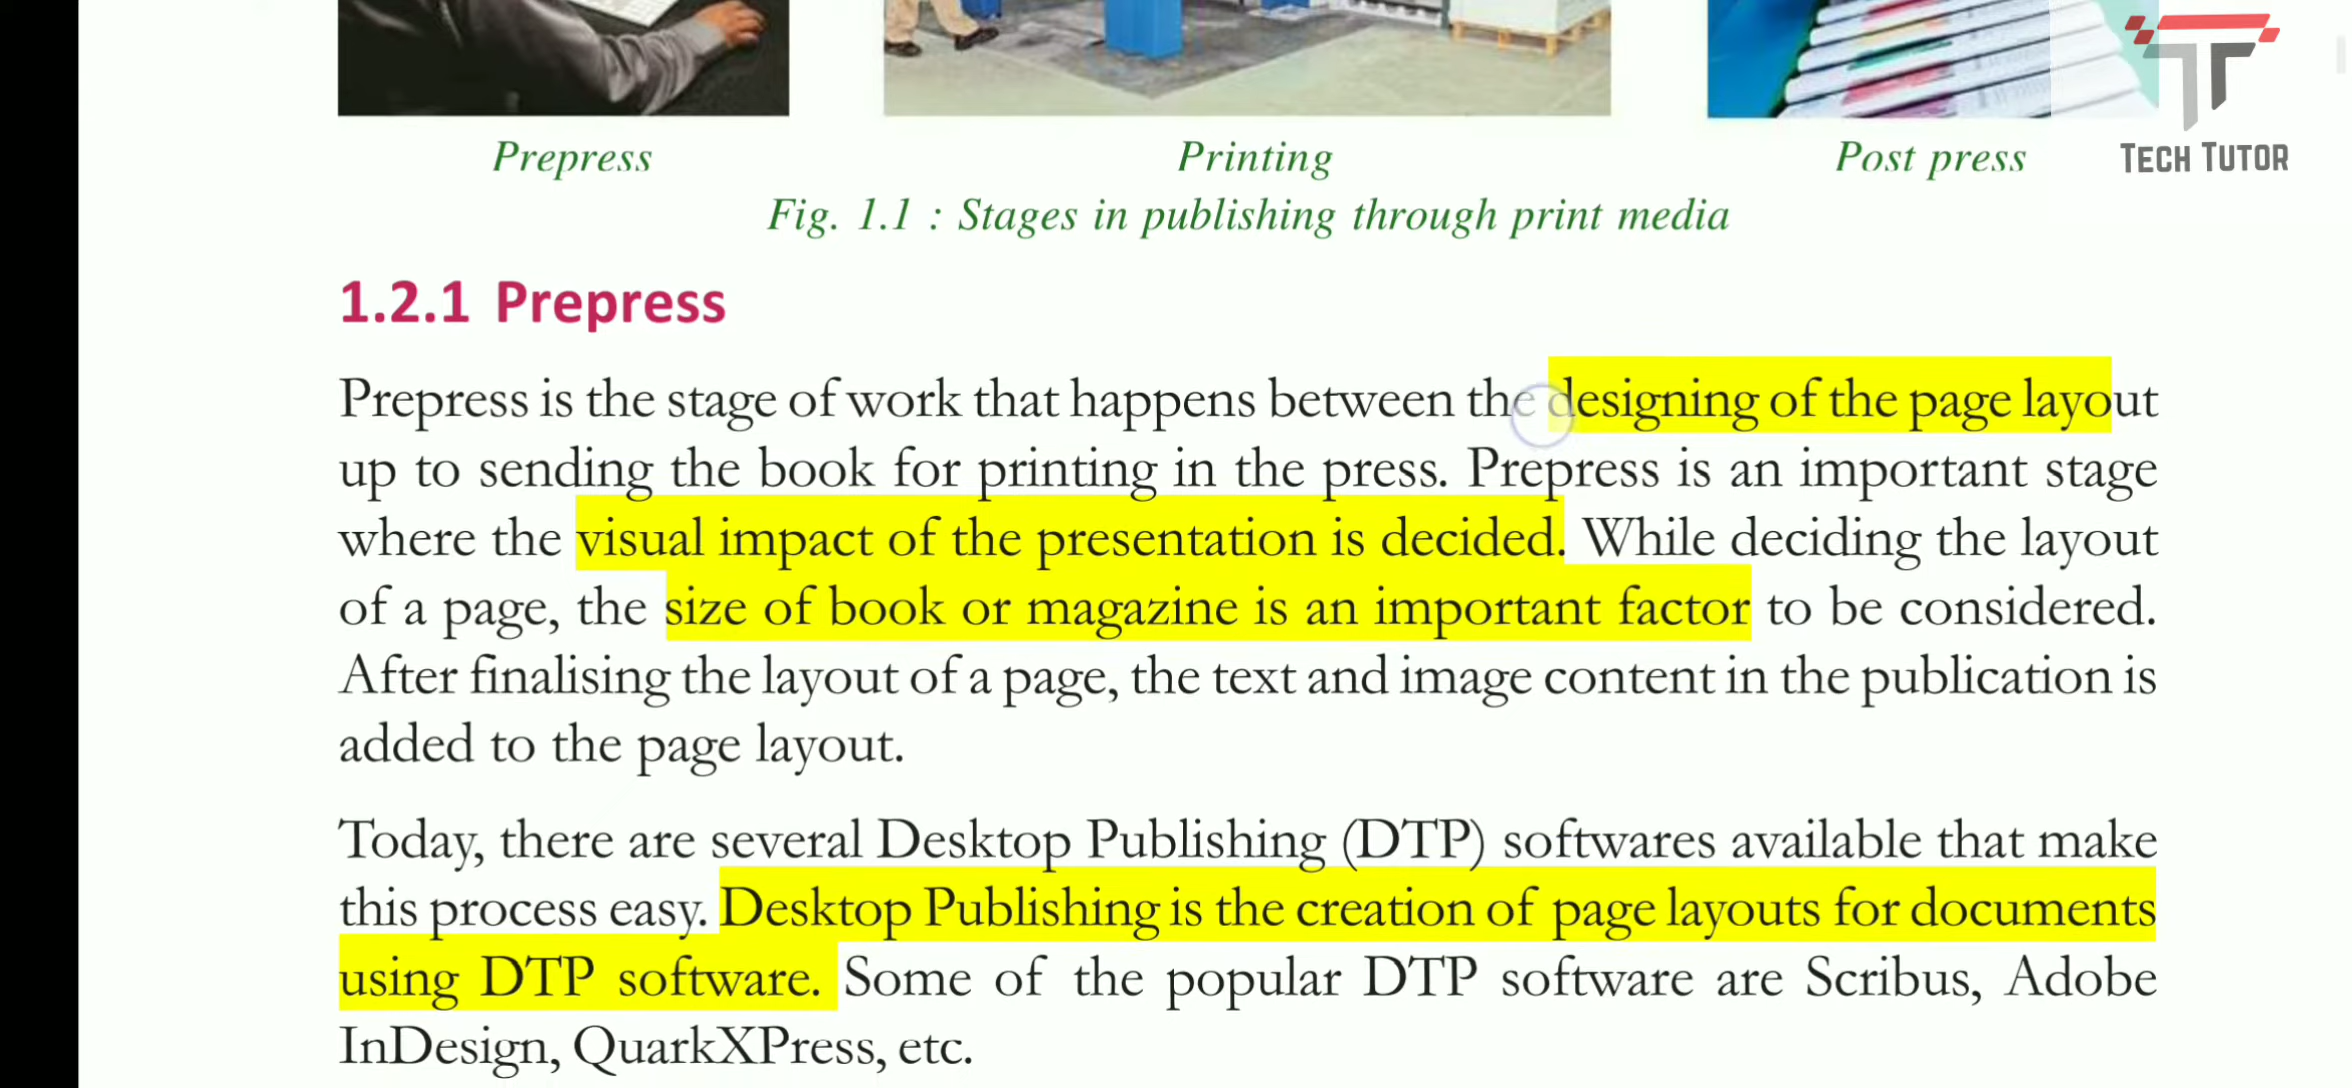 TECH TUTOR
Prepress
Printing
Post press
Fig. 1.1 : Stages in publishing through print media
1.2.1 Prepress
Prepress is the stage of work that happens between the designing of the page layout
up to sending the book for printing in the press. Prepress is an important stage
where the visual impact of the presentation is decided. While deciding the layout
of a page, the size of book or magazine is an important factor to be considered.
After finalising the layout of a page, the text and image content in the publication is
added to the page layout.
Today, there are several Desktop Publishing (DTP) softwares available that make
this process easy. Desktop Publishing is the creation of page layouts for documents
using DTP software. Some of the popular DTP software are Scribus, Adobe
InDesign, QuarkXPress, etc.